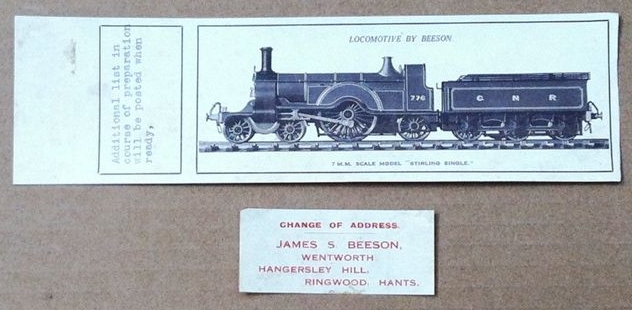 Additional list in
course of preparation
will be posted when
ready,
LOCOMOTIVE BY BEESON
776
G N R
7 M.M. SCALE MODEL "STIRLING SINGLE."
CHANGE OF ADDRESS.
JAMES S. BEESON,
WENTWORTH
HANGERSLEY HILL,
RINGWOOD, HANTS.